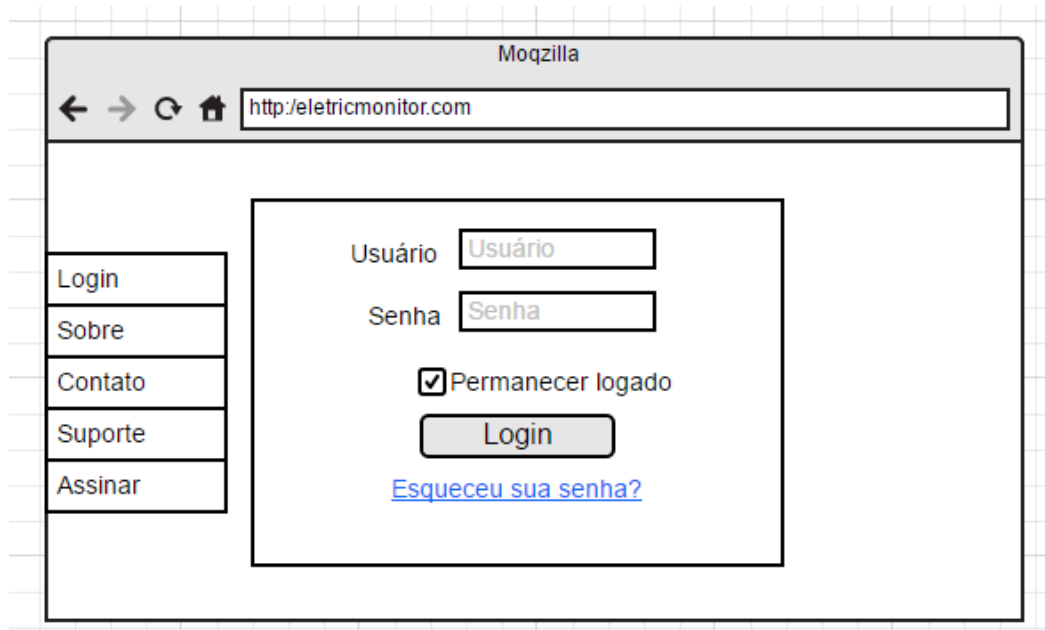 Moqzilla
http:/eletricmonitor.com
Login
Sobre
Contato
Suporte
Assinar
Usuário Usuário
Senha Senha
Permanecer logado
Login
Esqueceu sua senha?